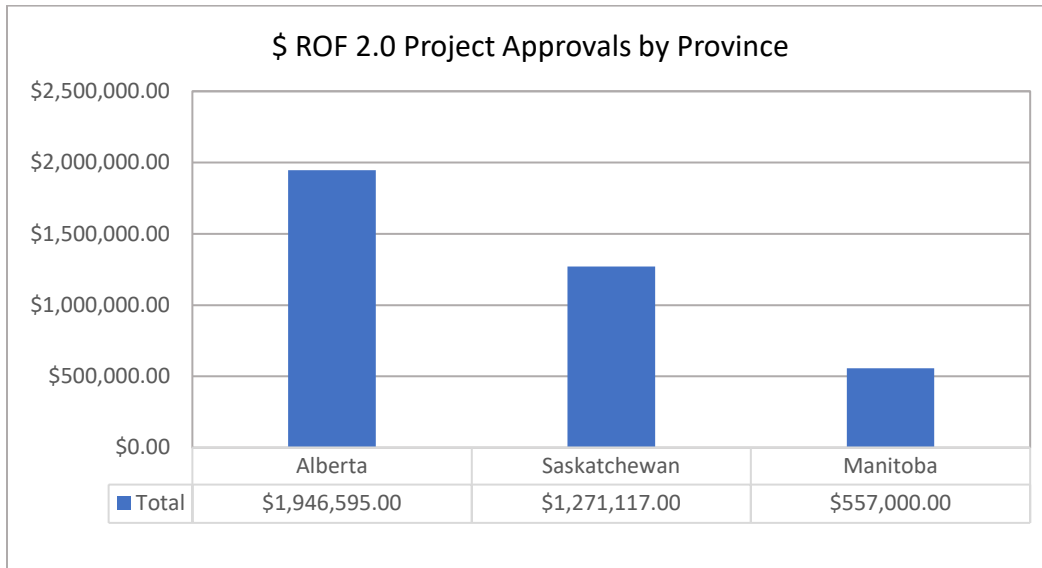 $ ROF 2.0 Project Approvals by Province
$2,500,000.00
$2,000,000.00
$1,500,000.00
$1,000,000.00
$500,000.00
$0.00
Alberta Saskatchewan Manitoba
Total $1,946,595.00 $1,271,117.00 $557,000.00